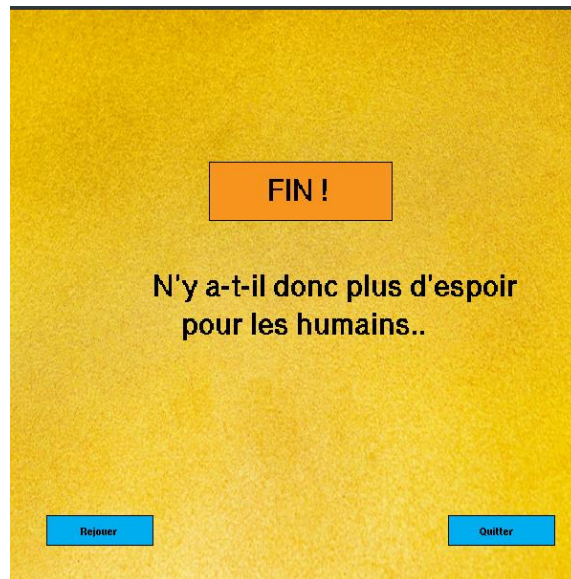 FIN !
N'y a-t-il donc plus d'espoir
pour les humains..
Rejouer
Quitter